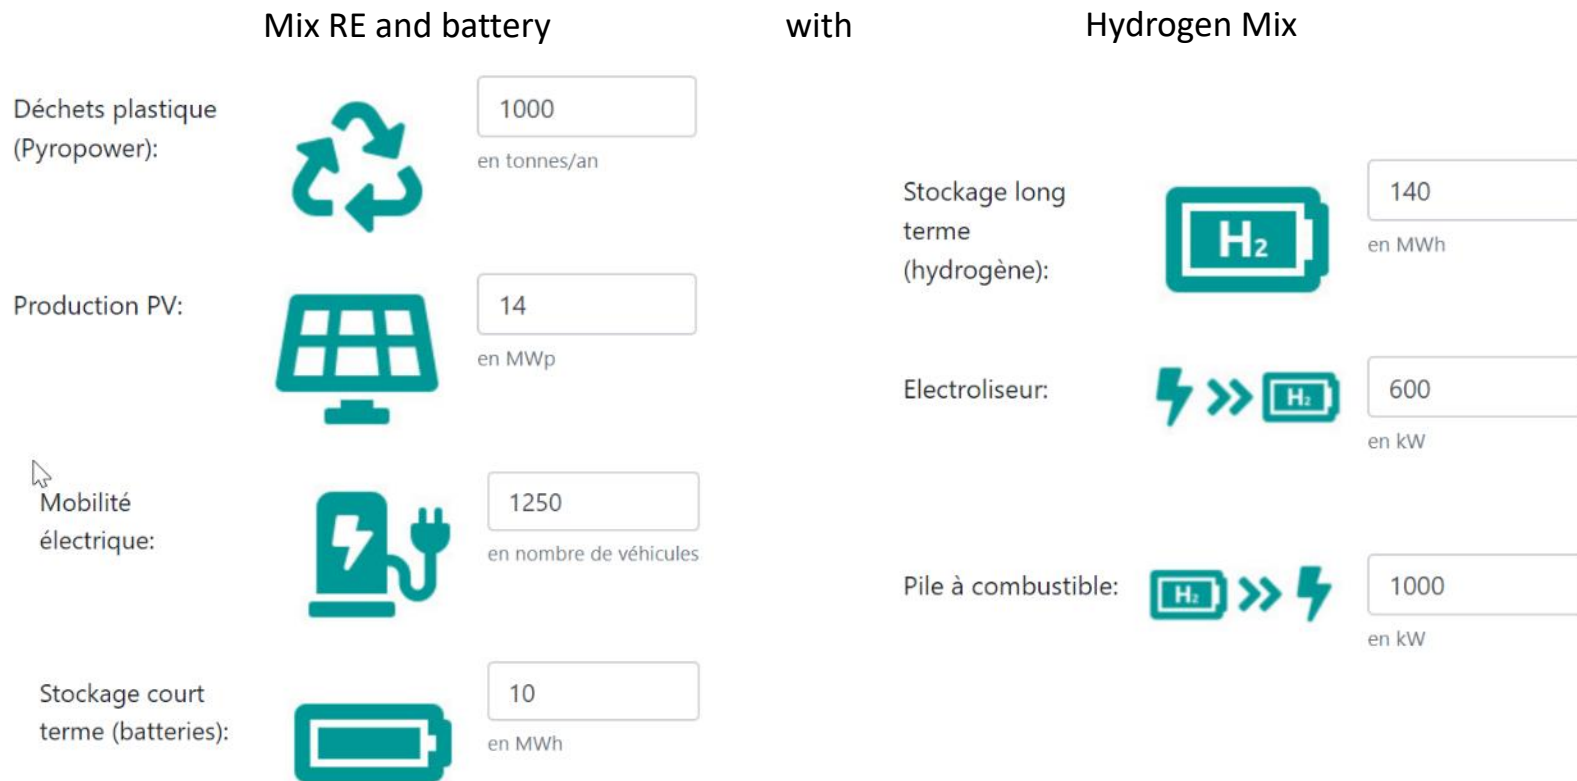 Mix RE and battery with Hydrogen Mix
Déchets plastique
(Pyropower):
1000
en tonnes/an
Production PV:
14
en MWp
Mobilité
électrique:
1250
en nombre de véhicules
Stockage court
terme (batteries):
10
en MWh
Stockage long
terme
(hydrogène):
H₂
140
en MWh
Electroliseur:
H₂
600
en kW
Pile à combustible:
H₂
1000
en kW